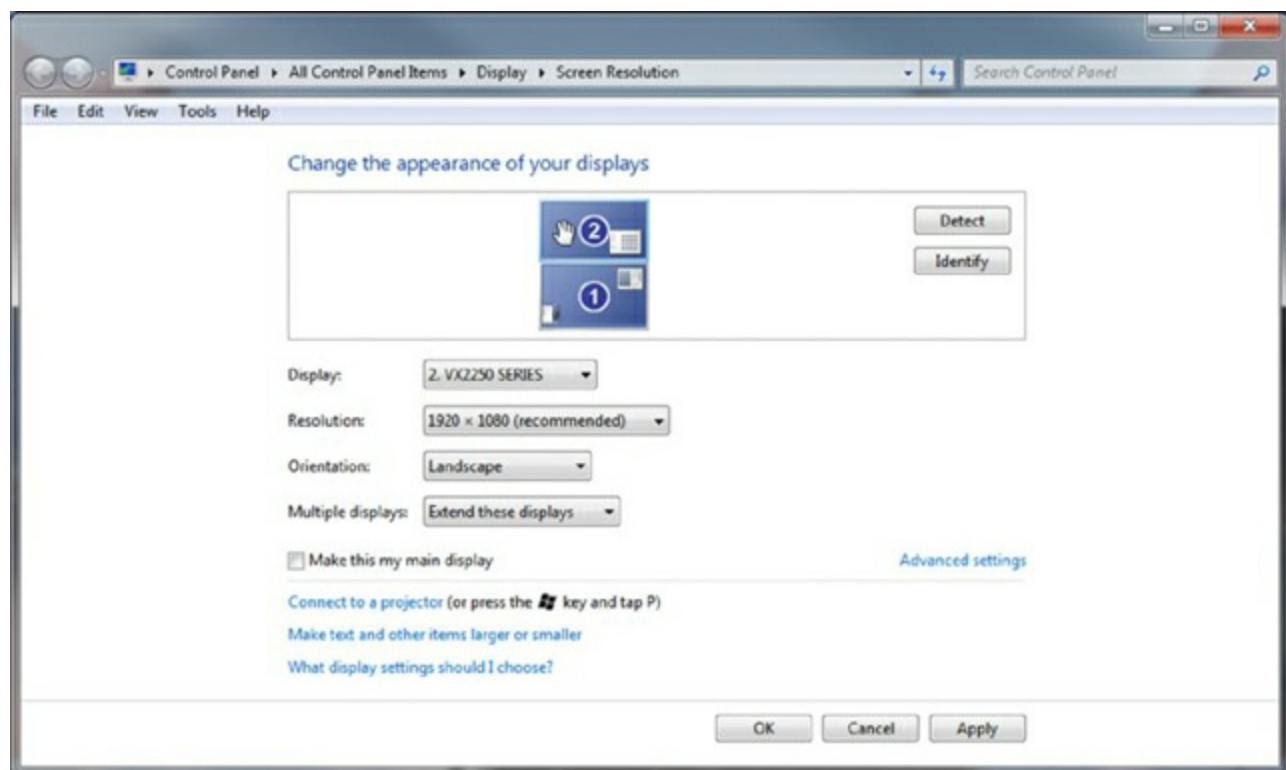 Control Panel ▸ All Control Panel Items ▸ Display ▸ Screen Resolution
Search Control Panel
File Edit View Tools Help
Change the appearance of your displays
2
1
Detect
Identify
Display: 2. VX2250 SERIES
Resolution: 1920 × 1080 (recommended)
Orientation: Landscape
Multiple displays: Extend these displays
Make this my main display
Advanced settings
Connect to a projector (or press the key and tap P)
Make text and other items larger or smaller
What display settings should I choose?
OK Cancel Apply